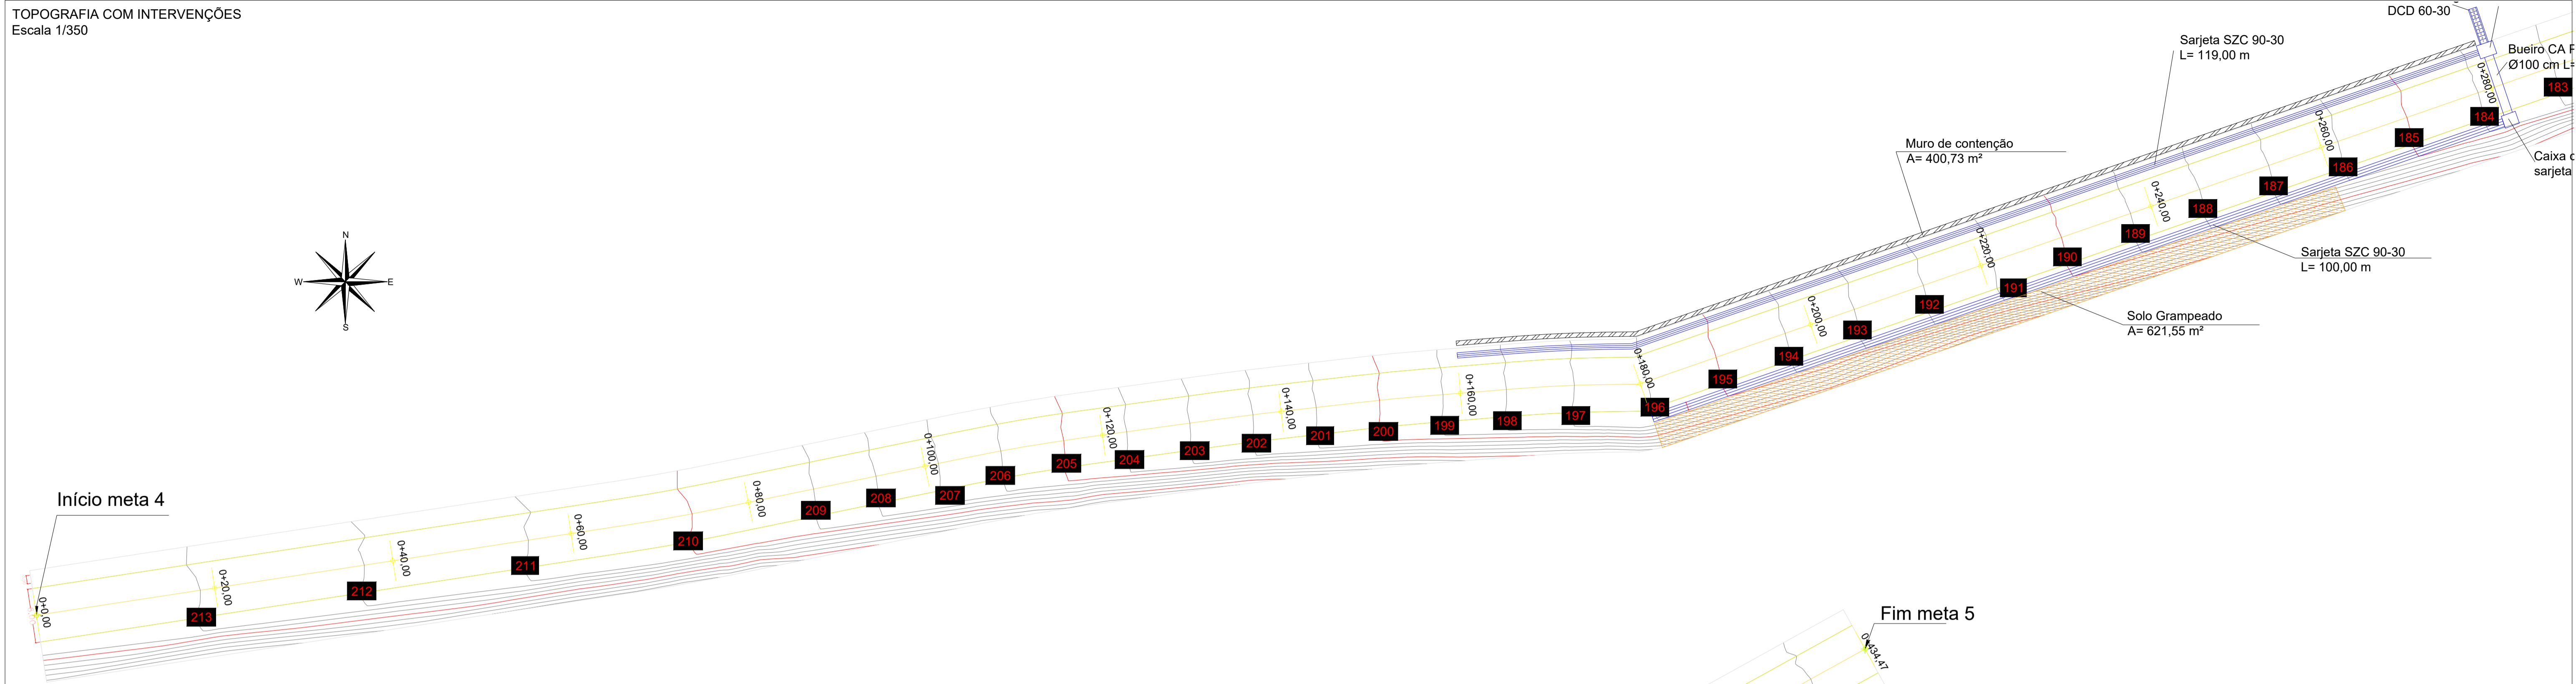 TOPOGRAFIA COM INTERVENÇÕES
Escala 1/350
DCD 60-30
Sarjeta SZC 90-30
L= 119,00 m
Bueiro CA
Ø100 cm L=
183
0+280,00
184
185
0+260,00
186
Muro de contenção
A= 400,73 m²
Caixa
sarjeta
187
0+240,00
188
189
0+220,00
190
Sarjeta SZC 90-30
L= 100,00 m
191
192
Solo Grampeado
A= 621,55 m²
0+200,00
193
194
195
0+180,00
196
N
W
E
S
0+160,00
197
198
199
0+140,00
200
201
202
0+120,00
203
204
205
0+100,00
206
207
208
0+80,00
209
210
0+60,00
211
0+40,00
212
0+20,00
213
Início meta 4
0+0,00
Fim meta 5
0+434,47